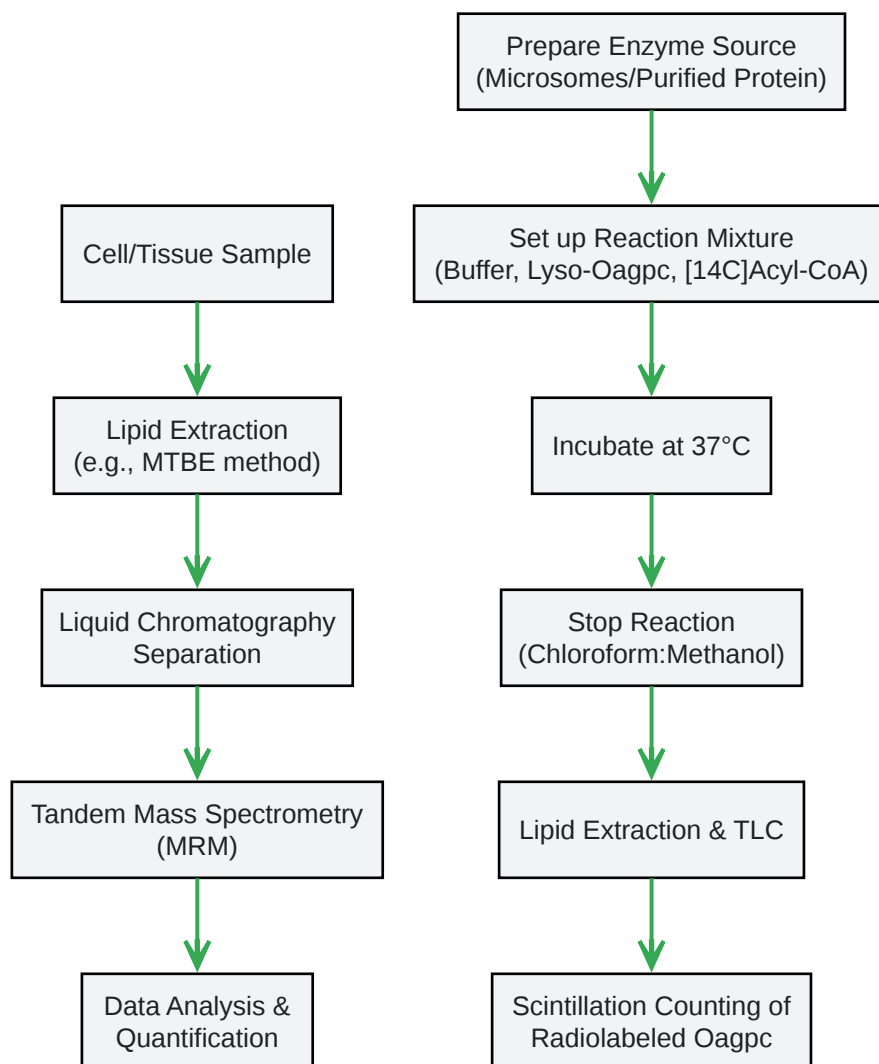 Cell/Tissue Sample
Lipid Extraction
(e.g., MTBE method)
Liquid Chromatography
Separation
Tandem Mass Spectrometry
(MRM)
Data Analysis &
Quantification
Prepare Enzyme Source
(Microsomes/Purified Protein)
Set up Reaction Mixture
(Buffer, Lyso-Oagpc, [14C]Acyl-CoA)
Incubate at 37°C
Stop Reaction
(Chloroform:Methanol)
Lipid Extraction & TLC
Scintillation Counting of
Radiolabeled Oagpc